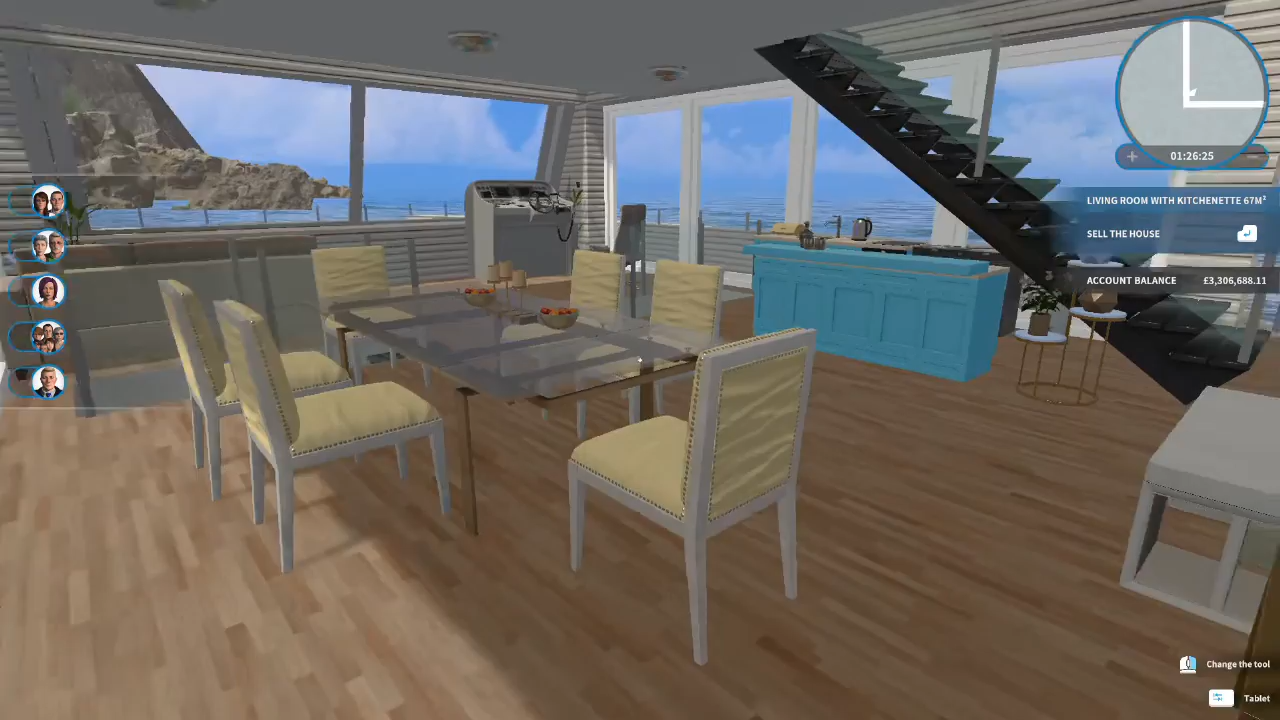 01:26:25
LIVING ROOM WITH KITCHENETTE 67M²
SELL THE HOUSE
ACCOUNT BALANCE £3,306,688.11
Change the tool
Tablet